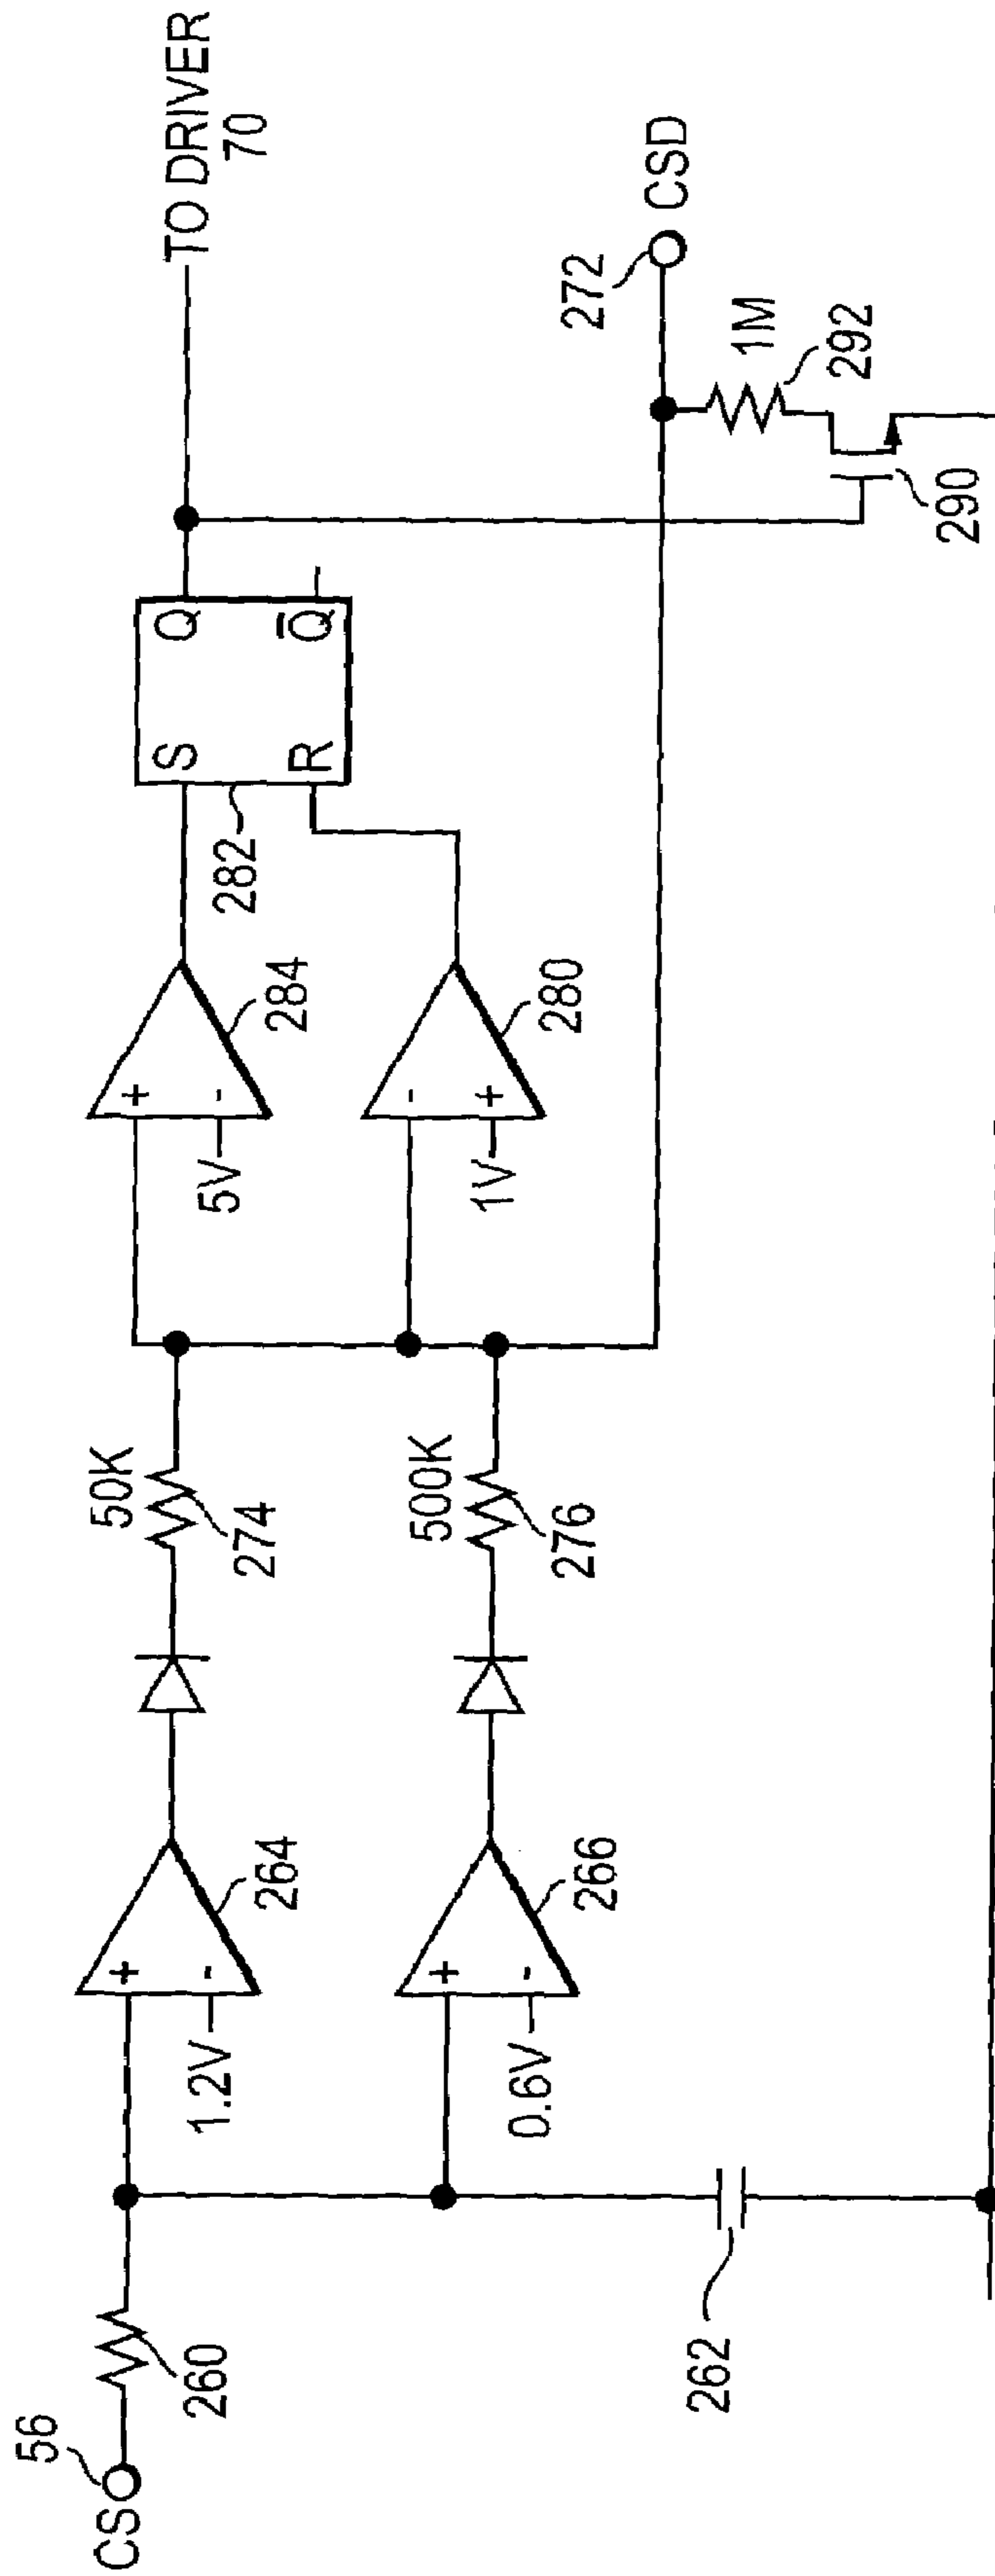 CS
56
260
262
1.2V
+
-
264
0.6V
+
-
266
50K
274
500K
276
5V
+
-
284
1V
-
+
280
282
S
R
Q
Q̅
TO DRIVER
70
272
CSD
1M
292
290